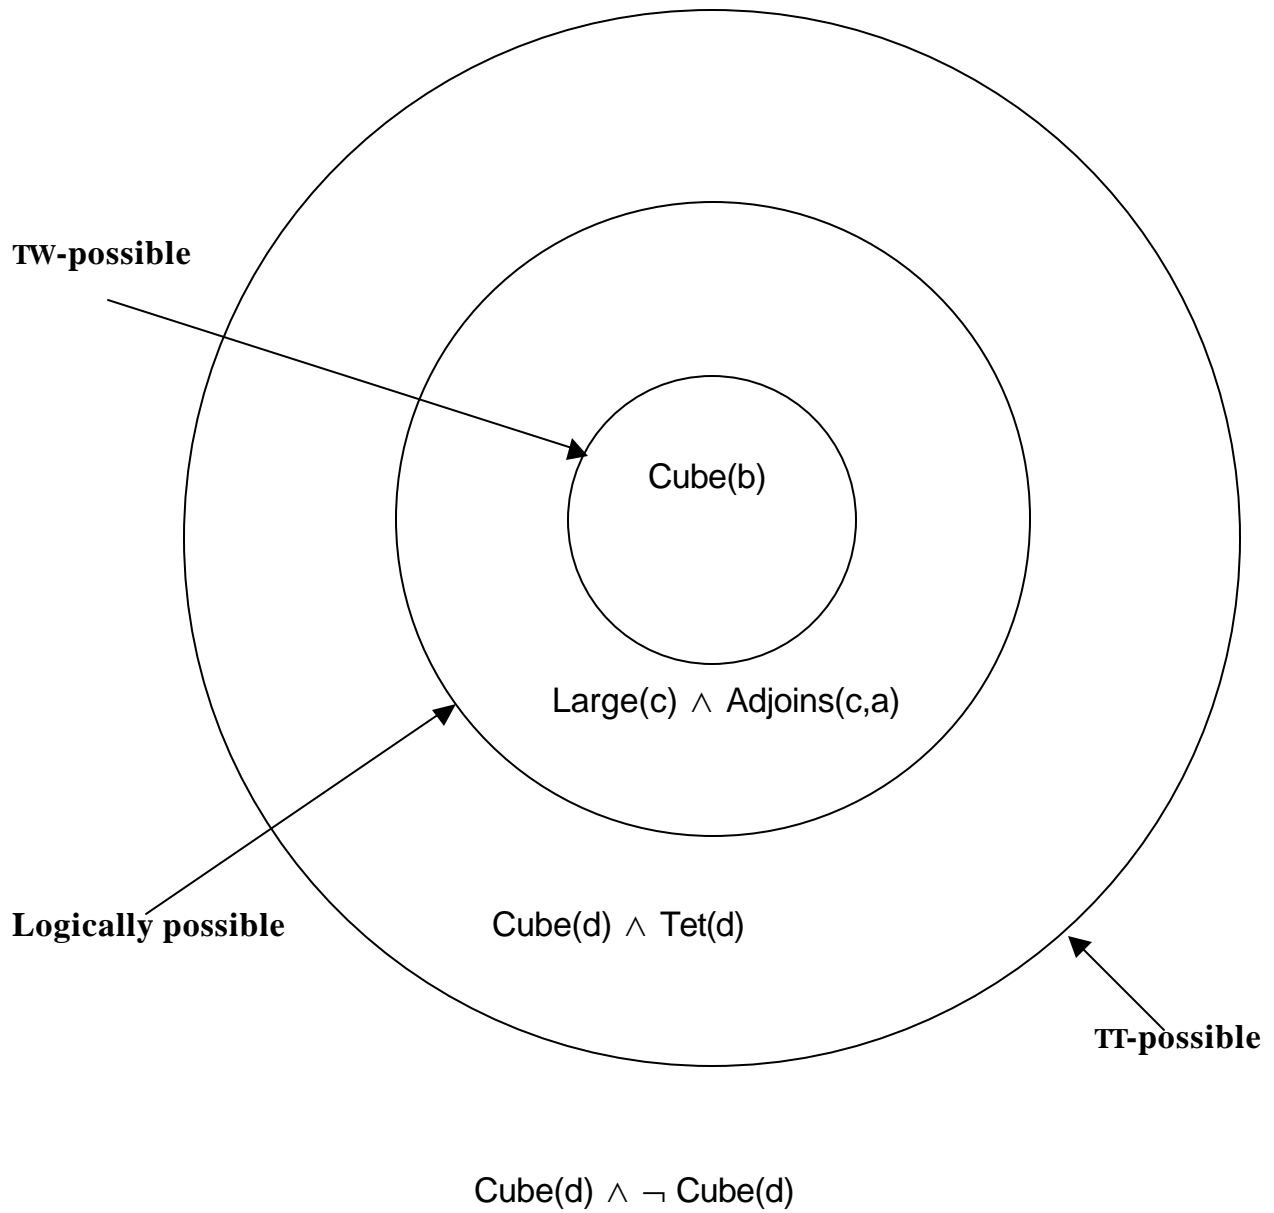 TW-possible
Cube(b)
Large(c) ∧ Adjoins(c,a)
Logically possible
Cube(d) ∧ Tet(d)
TT-possible
Cube(d) ∧ ¬ Cube(d)